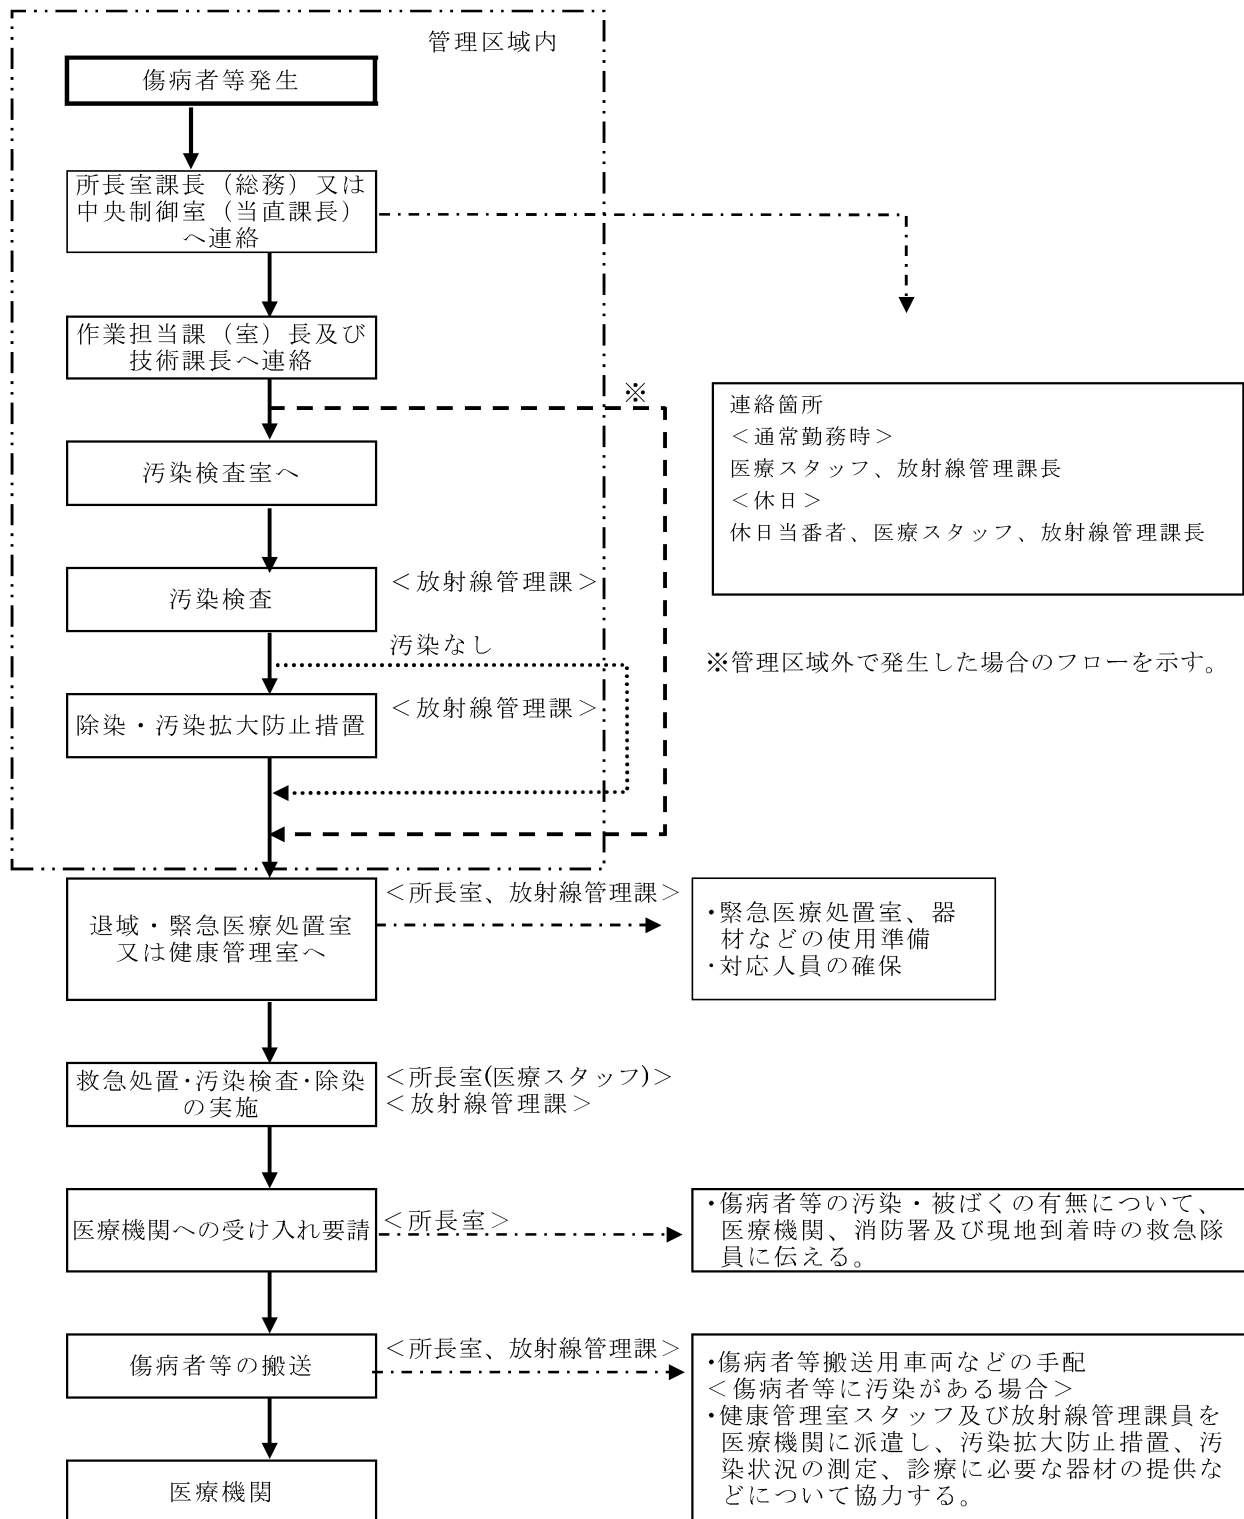 管理区域内
傷病者等発生
所長室課長（総務）又は
中央制御室（当直課長）
へ連絡
作業担当課（室）長及び
技術課長へ連絡
※
連絡箇所
＜通常勤務時＞
医療スタッフ、放射線管理課長
＜休日＞
休日当番者、医療スタッフ、放射線管理課長
汚染検査室へ
汚染検査
＜放射線管理課＞
汚染なし
※管理区域外で発生した場合のフローを示す。
除染・汚染拡大防止措置
＜放射線管理課＞
退域・緊急医療処置室
又は健康管理室へ
＜所長室、放射線管理課＞
・緊急医療処置室、器
材などの使用準備
・対応人員の確保
救急処置・汚染検査・除染
の実施
＜所長室(医療スタッフ)＞
＜放射線管理課＞
医療機関への受け入れ要請
＜所長室＞
・傷病者等の汚染・被ばくの有無について、
医療機関、消防署及び現地到着時の救急隊
員に伝える。
傷病者等の搬送
＜所長室、放射線管理課＞
・傷病者等搬送用車両などの手配
＜傷病者等に汚染がある場合＞
・健康管理室スタッフ及び放射線管理課員を
医療機関に派遣し、汚染拡大防止措置、汚
染状況の測定、診療に必要な器材の提供な
どについて協力する。
医療機関